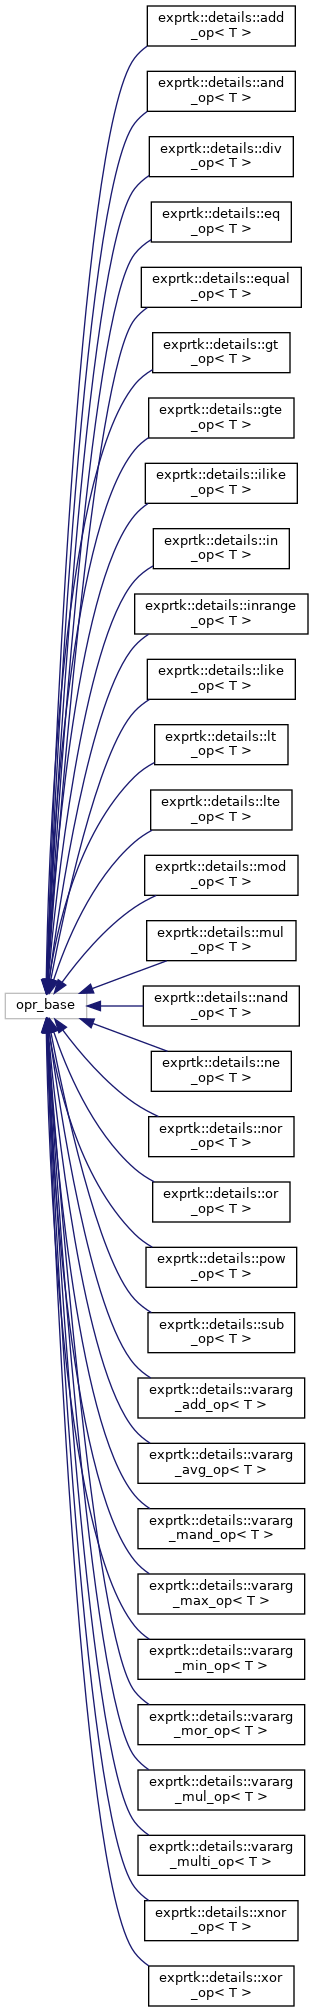 exprtk::details::add
_op< T >
exprtk::details::and
_op< T >
exprtk::details::div
_op< T >
exprtk::details::eq
_op< T >
exprtk::details::equal
_op< T >
exprtk::details::gt
_op< T >
exprtk::details::gte
_op< T >
exprtk::details::ilike
_op< T >
exprtk::details::in
_op< T >
exprtk::details::inrange
_op< T >
exprtk::details::like
_op< T >
exprtk::details::lt
_op< T >
exprtk::details::lte
_op< T >
exprtk::details::mod
_op< T >
exprtk::details::mul
_op< T >
opr_base
exprtk::details::nand
_op< T >
exprtk::details::ne
_op< T >
exprtk::details::nor
_op< T >
exprtk::details::or
_op< T >
exprtk::details::pow
_op< T >
exprtk::details::sub
_op< T >
exprtk::details::vararg
_add_op< T >
exprtk::details::vararg
_avg_op< T >
exprtk::details::vararg
_mand_op< T >
exprtk::details::vararg
_max_op< T >
exprtk::details::vararg
_min_op< T >
exprtk::details::vararg
_mor_op< T >
exprtk::details::vararg
_mul_op< T >
exprtk::details::vararg
_multi_op< T >
exprtk::details::xnor
_op< T >
exprtk::details::xor
_op< T >